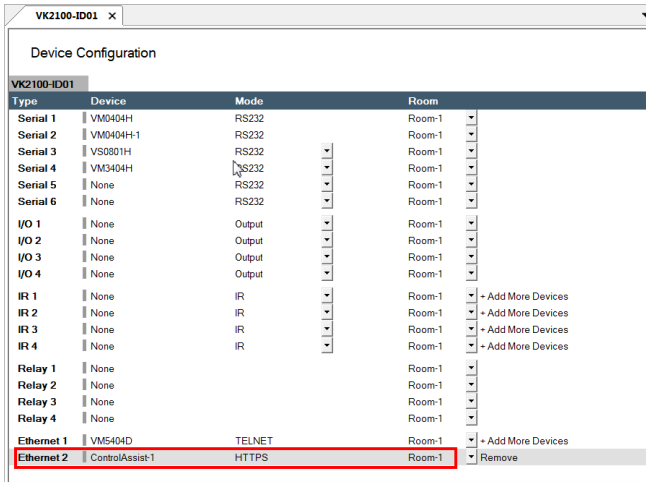 VK2100-ID01 ×
Device Configuration
VK2100-ID01
Type Device Mode Room
Serial 1 VM0404H RS232 Room-1
Serial 2 VM0404H-1 RS232 Room-1
Serial 3 VS0801H RS232 Room-1
Serial 4 VM3404H RS232 Room-1
Serial 5 None RS232 Room-1
Serial 6 None RS232 Room-1
I/O 1 None Output Room-1
I/O 2 None Output Room-1
I/O 3 None Output Room-1
I/O 4 None Output Room-1
IR 1 None IR Room-1 + Add More Devices
IR 2 None IR Room-1 + Add More Devices
IR 3 None IR Room-1 + Add More Devices
IR 4 None IR Room-1 + Add More Devices
Relay 1 None Room-1
Relay 2 None Room-1
Relay 3 None Room-1
Relay 4 None Room-1
Ethernet 1 VM5404D TELNET Room-1 + Add More Devices
Ethernet 2 ControlAssist-1 HTTPS Room-1 Remove